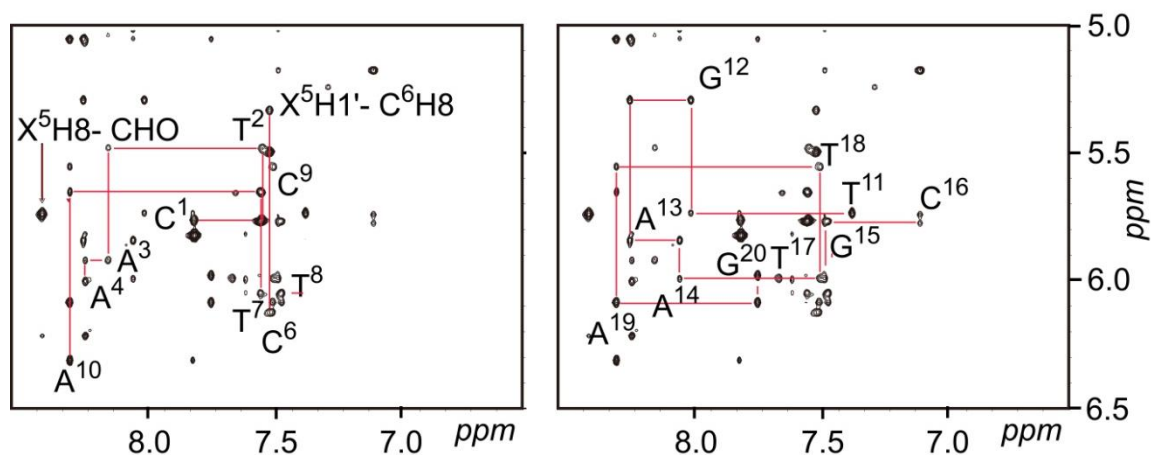 X⁵H8- CHO
T²
X⁵H1'- C⁶H8
C⁹
C¹
A³
A⁴
T⁸
T⁷
C⁶
A¹⁰
8.0 7.5 7.0 ppm
G¹²
T¹⁸
T¹¹
C¹⁶
A¹³
G¹⁵
G²⁰
T¹⁷
A¹⁴
A¹⁹
8.0 7.5 7.0 ppm
5.0
5.5
ppm
6.0
6.5